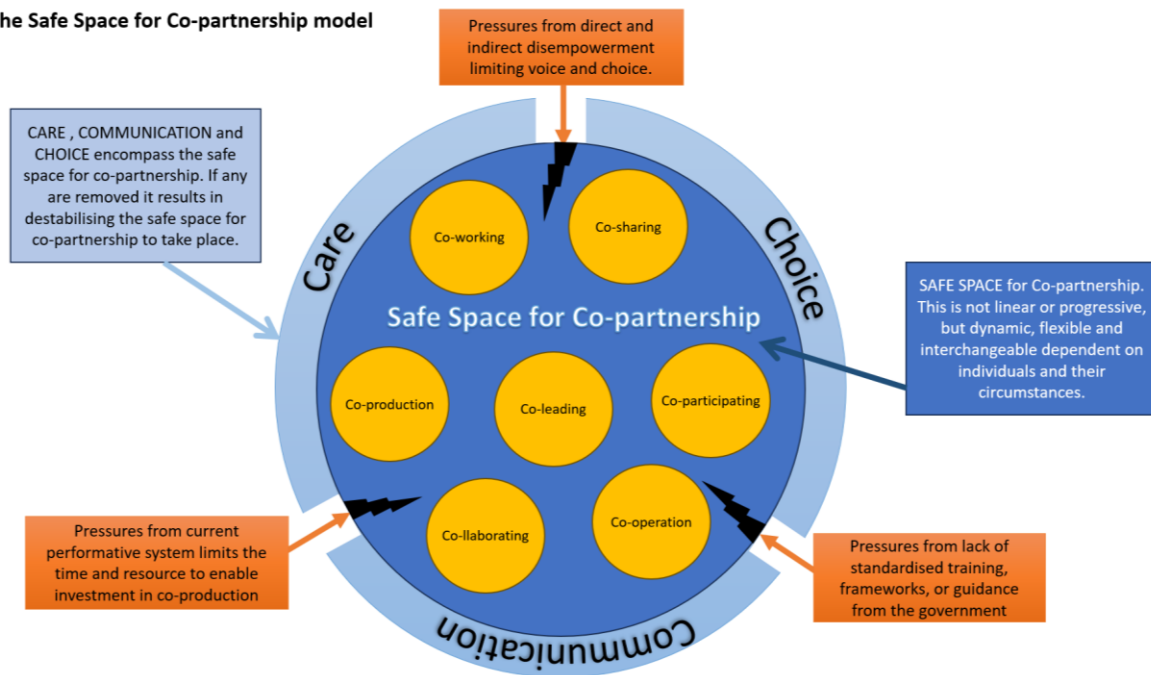 he Safe Space for Co-partnership model
Pressures from direct and
indirect disempowerment
limiting voice and choice.
CARE , COMMUNICATION and
CHOICE encompass the safe
space for co-partnership. If any
are removed it results in
destabilising the safe space for
co-partnership to take place.
Care
Choice
Co-working
Co-sharing
Safe Space for Co-partnership
SAFE SPACE for Co-partnership.
This is not linear or progressive,
but dynamic, flexible and
interchangeable dependent on
individuals and their
circumstances.
Co-production
Co-leading
Co-participating
Co-llaborating
Co-operation
Pressures from current
performative system limits the
time and resource to enable
investment in co-production
Pressures from lack of
standardised training,
frameworks, or guidance
from the government
Communication